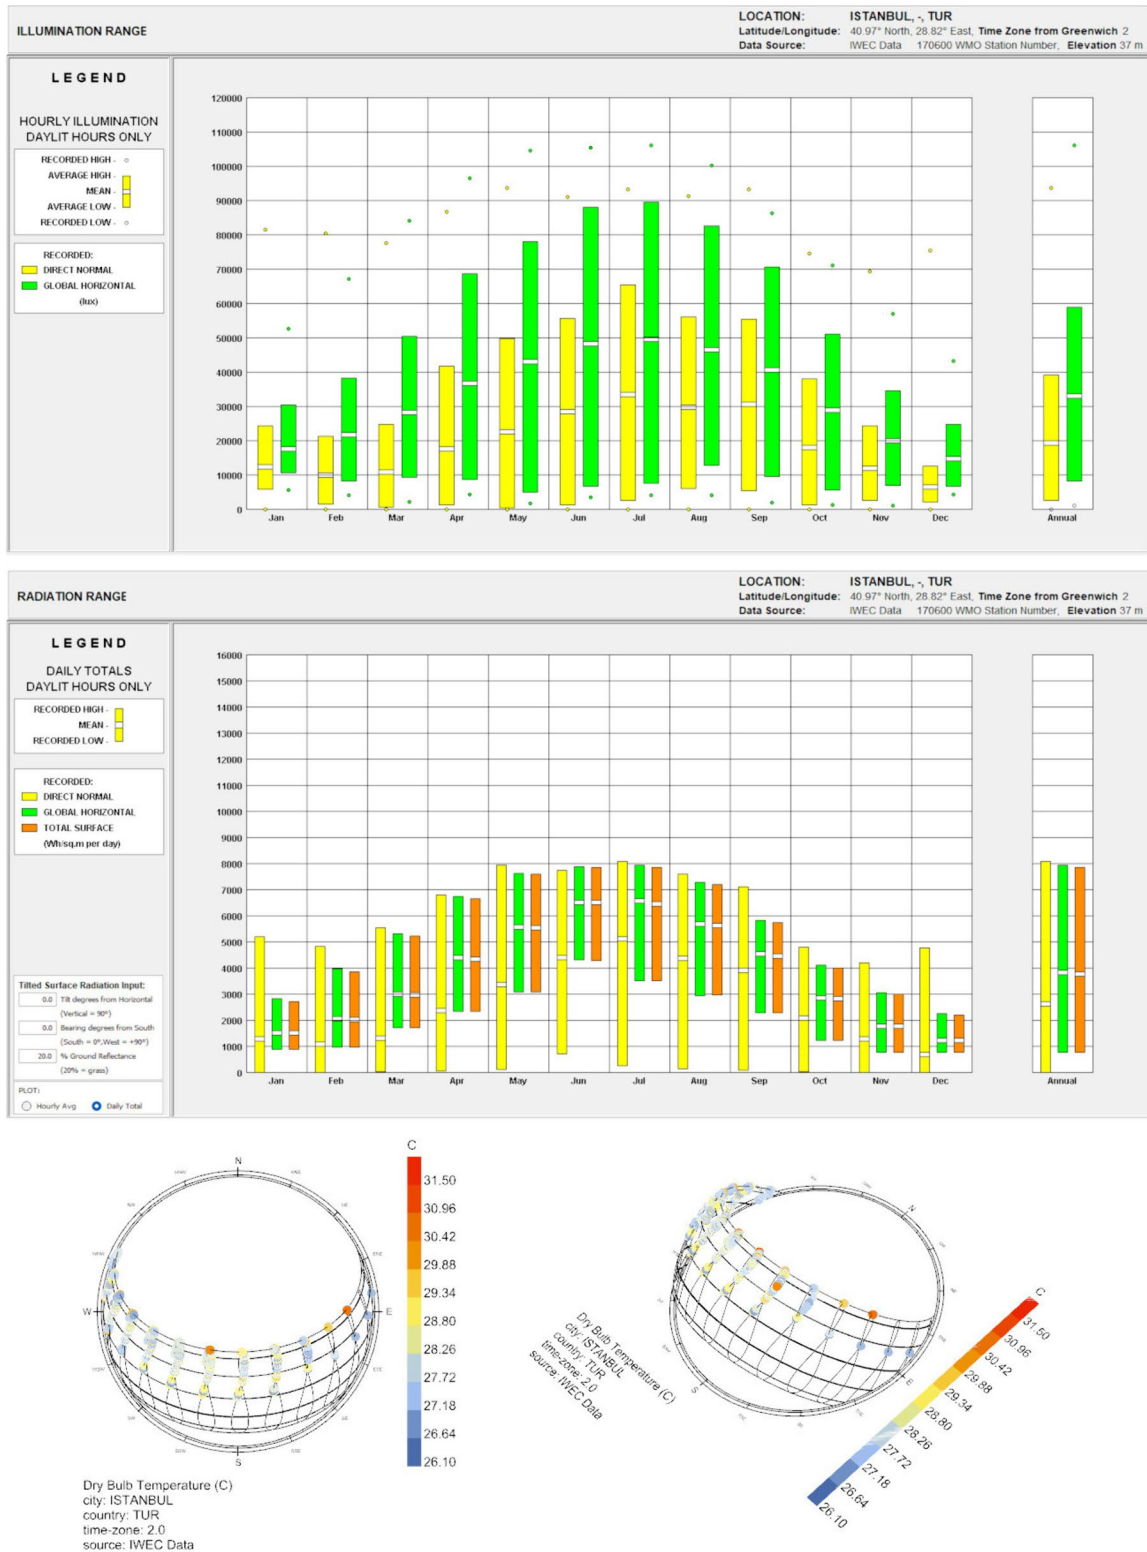 ILLUMINATION RANGE
LOCATION: ISTANBUL, -, TUR
Latitude/Longitude: 40.97° North, 28.82° East, Time Zone from Greenwich 2
Data Source: IWEC Data 170600 WMO Station Number, Elevation 37 m
LEGEND
HOURLY ILLUMINATION
DAYLIT HOURS ONLY
RECORDED HIGH -
AVERAGE HIGH -
MEAN -
AVERAGE LOW -
RECORDED LOW -
RECORDED:
DIRECT NORMAL
GLOBAL HORIZONTAL
(lux)
120000
110000
100000
90000
80000
70000
60000
50000
40000
30000
20000
10000
0
Jan Feb Mar Apr May Jun Jul Aug Sep Oct Nov Dec Annual
RADIATION RANGE
LOCATION: ISTANBUL, -, TUR
Latitude/Longitude: 40.97° North, 28.82° East, Time Zone from Greenwich 2
Data Source: IWEC Data 170600 WMO Station Number, Elevation 37 m
LEGEND
DAILY TOTALS
DAYLIT HOURS ONLY
RECORDED HIGH -
MEAN -
RECORDED LOW -
RECORDED:
DIRECT NORMAL
GLOBAL HORIZONTAL
TOTAL SURFACE
(Wh/sq.m per day)
Tilted Surface Radiation Input:
0.0 Tilt degrees from Horizontal
(Vertical = 90°)
0.0 Bearing degrees from South
(South = 0°,West = +90°)
20.0 % Ground Reflectance
(20% = grass)
PLOT:
Hourly Avg Daily Total
16000
15000
14000
13000
12000
11000
10000
9000
8000
7000
6000
5000
4000
3000
2000
1000
0
Jan Feb Mar Apr May Jun Jul Aug Sep Oct Nov Dec Annual
N
W
E
S
C
31.50
30.96
30.42
29.88
29.34
28.80
28.26
27.72
27.18
26.64
26.10
Dry Bulb Temperature (C)
city: ISTANBUL
country: TUR
time-zone: 2.0
source: IWEC Data
N
E
S
Dry Bulb Temperature (C)
city: ISTANBUL
country: TUR
time-zone: 2.0
source: IWEC Data
C
31.50
30.96
30.42
29.88
29.34
28.80
28.26
27.72
27.18
26.64
26.10